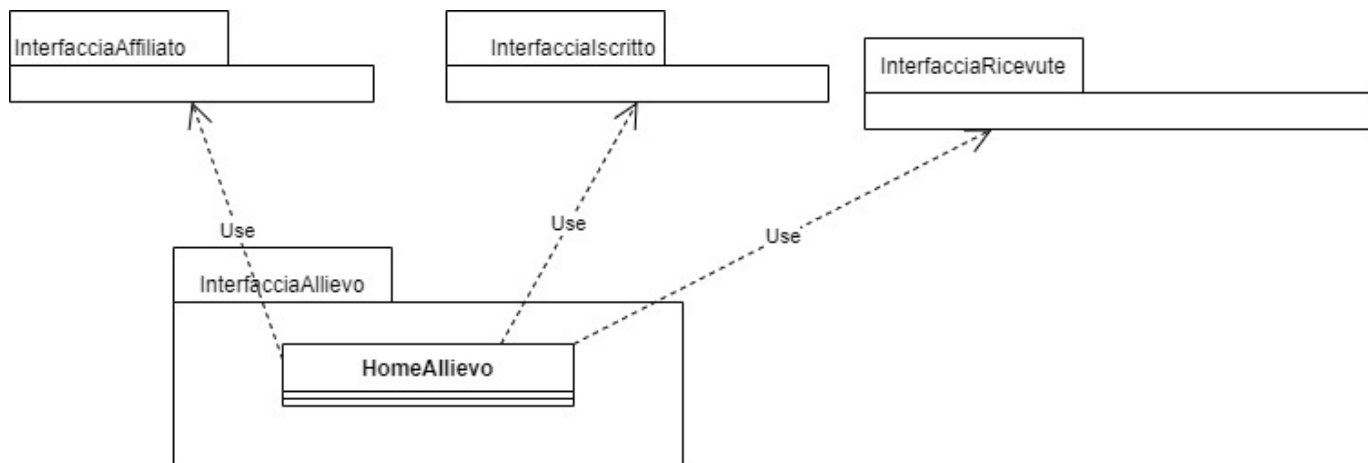 InterfacciaAffiliato
InterfacciaIscritto
InterfacciaRicevute
Use
Use
Use
InterfacciaAllievo
HomeAllievo